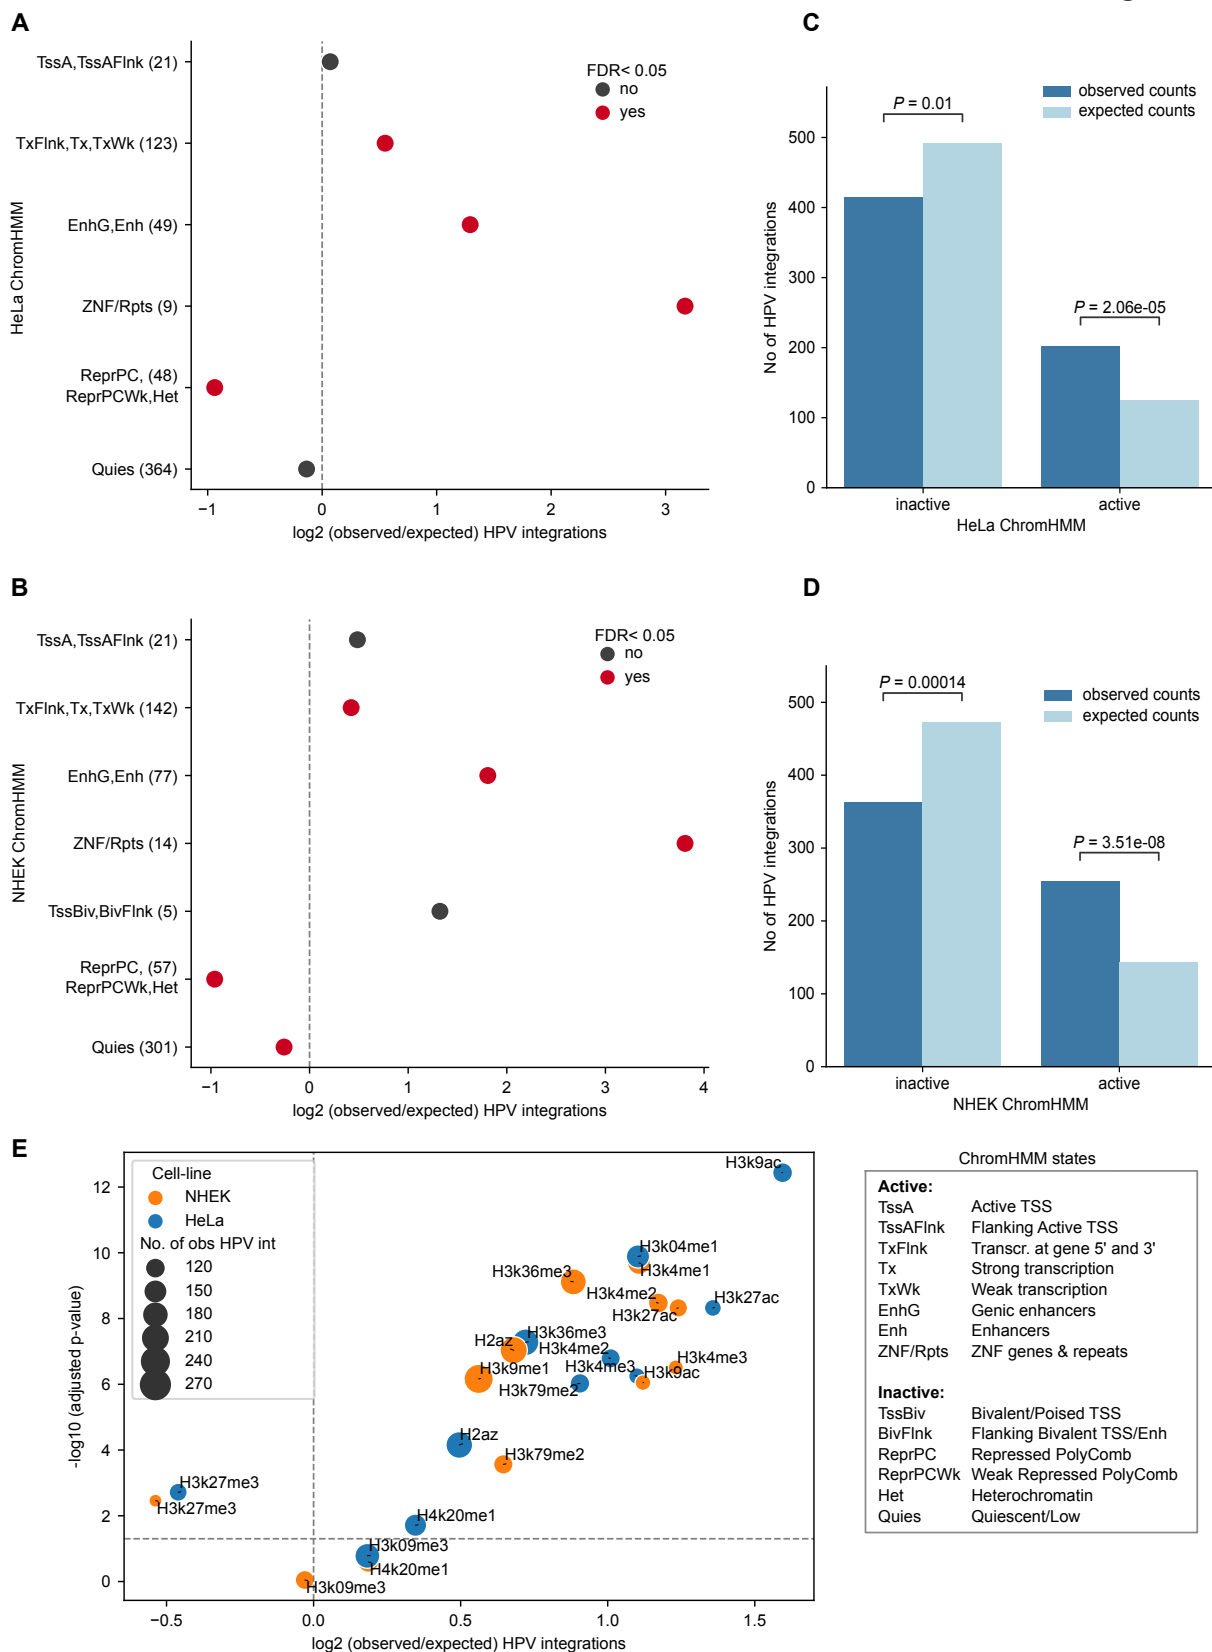 A
HeLa ChromHMM
TssA,TssAFlnk (21)
TxFlnk,Tx,TxWk (123)
EnhG,Enh (49)
ZNF/Rpts (9)
ReprPC, (48)
ReprPCWk,Het
Quies (364)
FDR< 0.05
no
yes
−1 0 1 2 3
log2 (observed/expected) HPV integrations
C
No of HPV integrations
500
400
300
200
100
0
observed counts
expected counts
P = 0.01
P = 2.06e-05
inactive active
HeLa ChromHMM
B
NHEK ChromHMM
TssA,TssAFlnk (21)
TxFlnk,Tx,TxWk (142)
EnhG,Enh (77)
ZNF/Rpts (14)
TssBiv,BivFlnk (5)
ReprPC, (57)
ReprPCWk,Het
Quies (301)
FDR< 0.05
no
yes
−1 0 1 2 3 4
log2 (observed/expected) HPV integrations
D
No of HPV integrations
500
400
300
200
100
0
observed counts
expected counts
P = 0.00014
P = 3.51e-08
inactive active
NHEK ChromHMM
E
-log10 (adjusted p-value)
12
10
8
6
4
2
0
Cell-line
NHEK
HeLa
No. of obs HPV int
120
150
180
210
240
270
H3k9ac
H3k04me1
H3k4me1
H3k36me3
H3k4me2
H3k27ac
H3k27ac
H3k36me3
H2az
H3k4me2
H3k4me3
H3k4me3
H3k9me1
H3k9ac
H3k79me2
H2az
H3k79me2
H3k27me3
H3k27me3
H4k20me1
H3k09me3
H4k20me1
H3k09me3
−0.5 0.0 0.5 1.0 1.5
log2 (observed/expected) HPV integrations
ChromHMM states
Active:
TssA Active TSS
TssAFlnk Flanking Active TSS
TxFlnk Transcr. at gene 5' and 3'
Tx Strong transcription
TxWk Weak transcription
EnhG Genic enhancers
Enh Enhancers
ZNF/Rpts ZNF genes & repeats
Inactive:
TssBiv Bivalent/Poised TSS
BivFlnk Flanking Bivalent TSS/Enh
ReprPC Repressed PolyComb
ReprPCWk Weak Repressed PolyComb
Het Heterochromatin
Quies Quiescent/Low